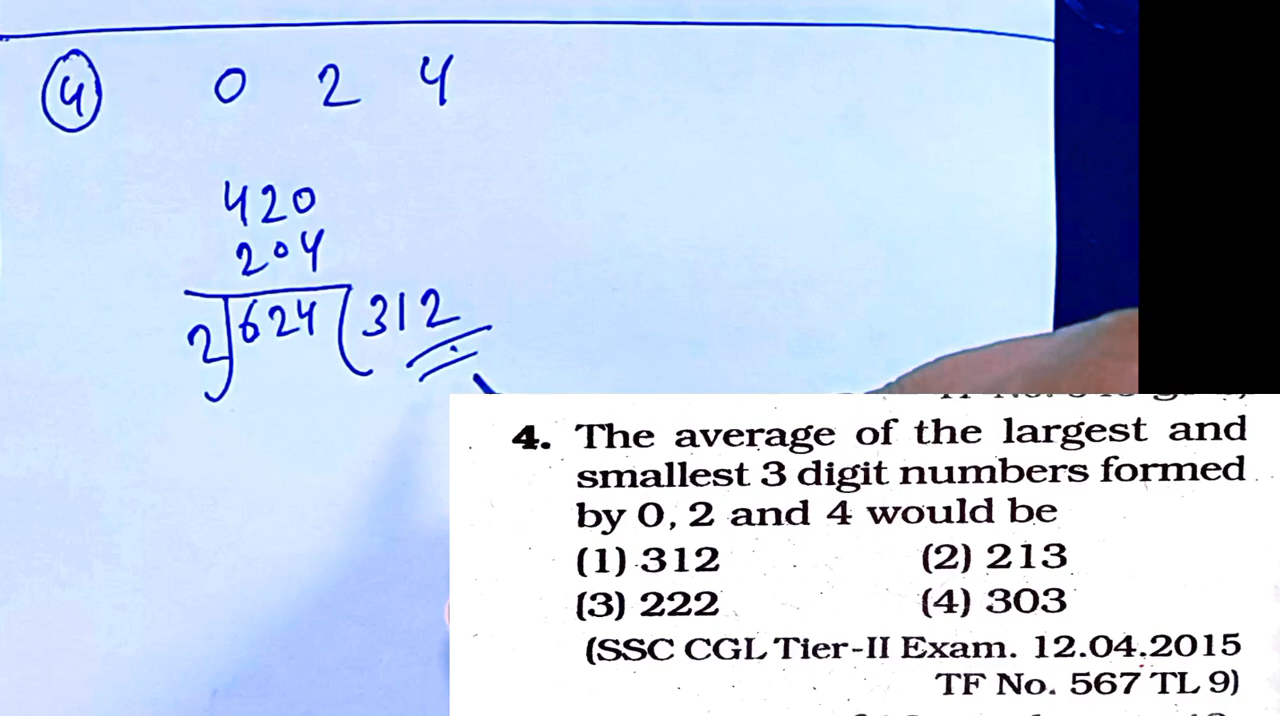 4 0 2 4
420
204
2 624 ( 312
4. The average of the largest and
smallest 3 digit numbers formed
by 0, 2 and 4 would be
(1) 312 (2) 213
(3) 222 (4) 303
(SSC CGL Tier-II Exam. 12.04.2015
TF No. 567 TL 9)